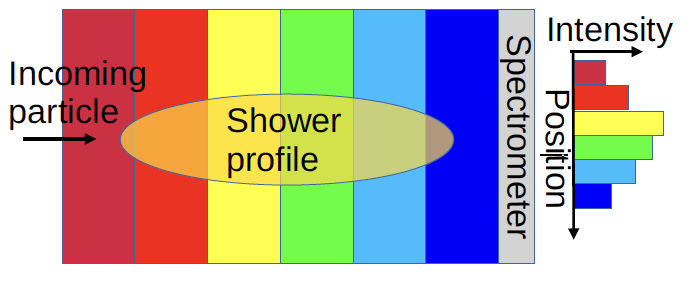 Incoming
particle
Shower
profile
Spectrometer
Intensity
Position